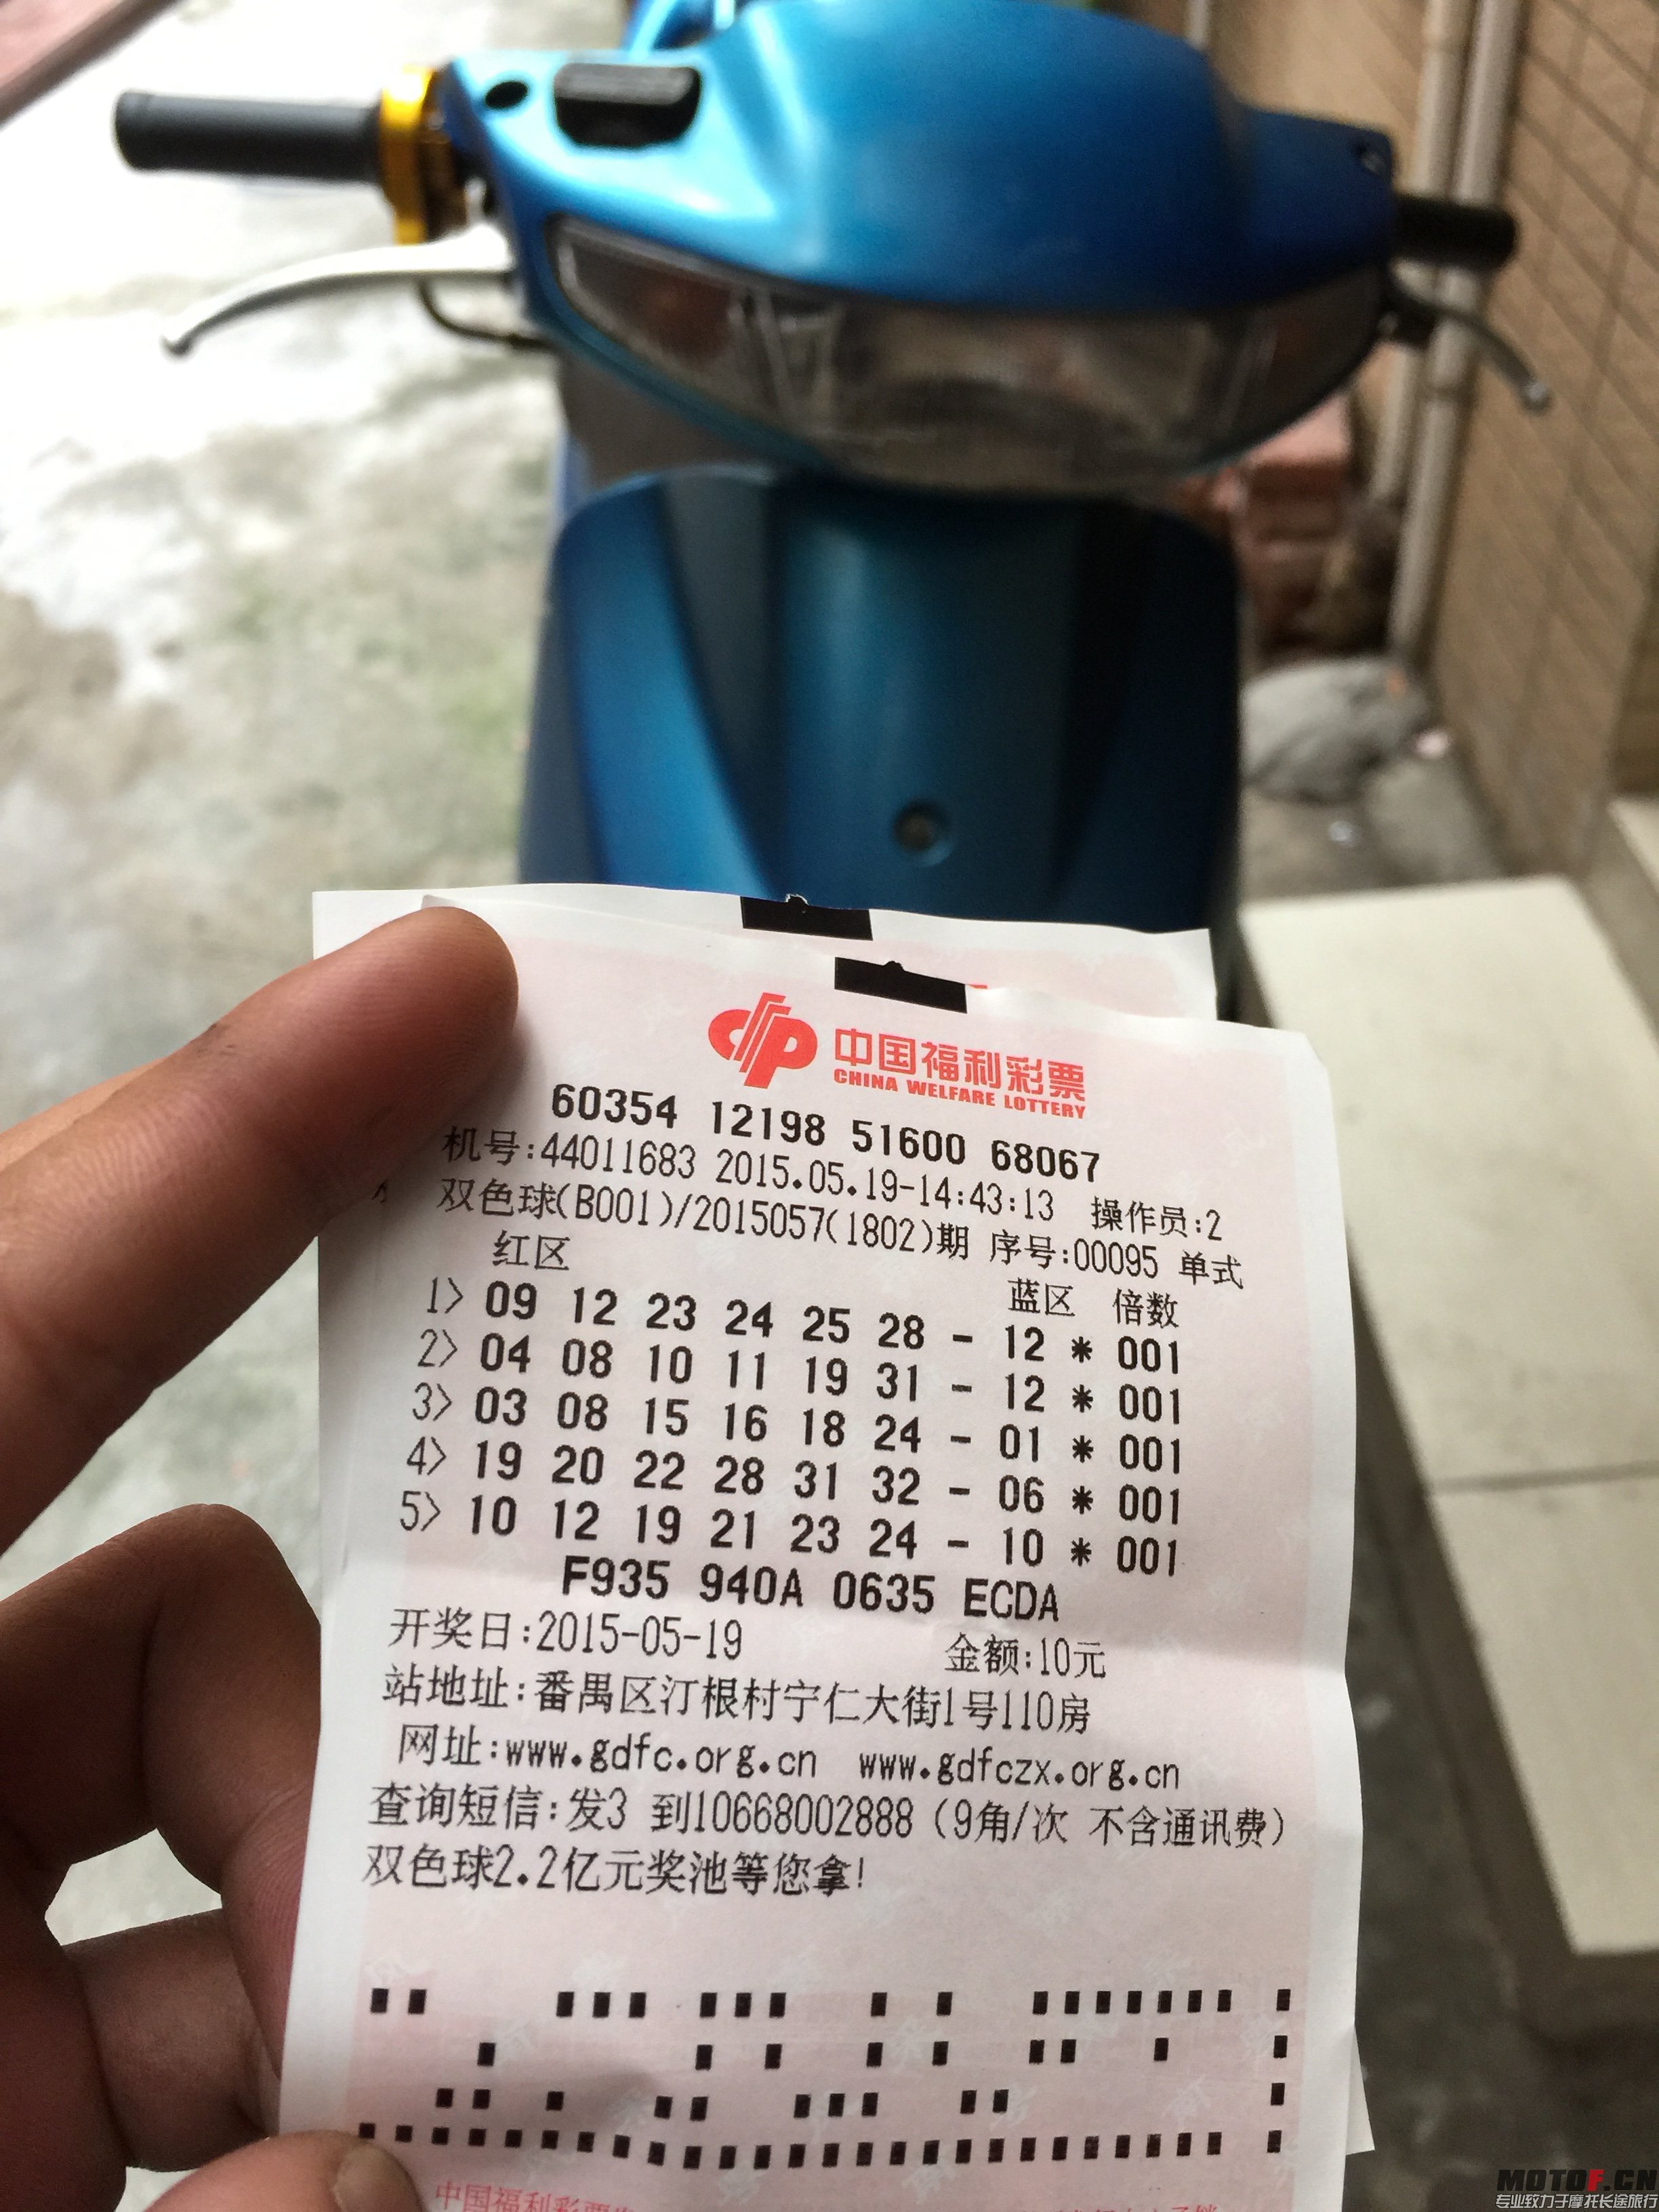 中国福利彩票
CHINA WELFARE LOTTERY
60354 12198 51600 68067
机号:44011683 2015.05.19-14:43:13 操作员:2
双色球(B001)/2015057(1802)期 序号:00095 单式
红区 蓝区 倍数
1> 09 12 23 24 25 28 - 12 * 001
2> 04 08 10 11 19 31 - 12 * 001
3> 03 08 15 16 18 24 - 01 * 001
4> 19 20 22 28 31 32 - 06 * 001
5> 10 12 19 21 23 24 - 10 * 001
F935 940A 0635 ECDA
开奖日:2015-05-19 金额:10元
站地址:番禺区汀根村宁仁大街1号110房
网址:www.gdfc.org.cn www.gdfczx.org.cn
查询短信:发3 到10668002888 (9角/次 不含通讯费)
双色球2.2亿元奖池等您拿!
中国福利彩票
MOTOF.CN
专业致力于摩托长途旅行